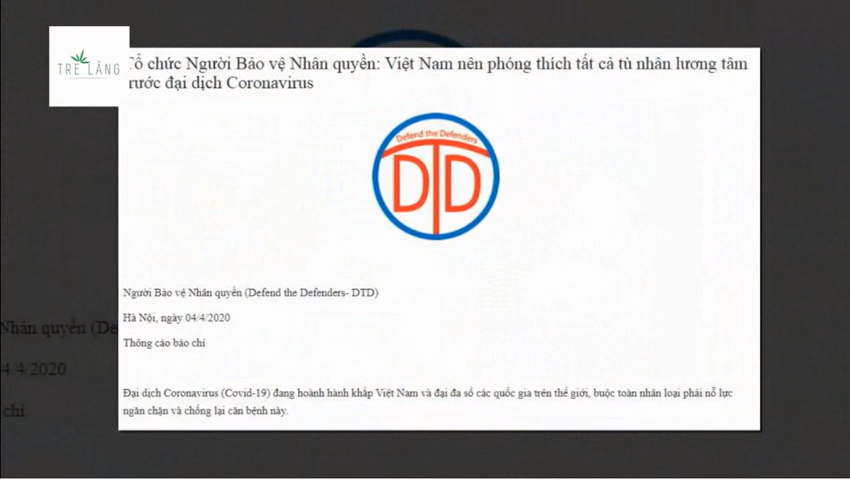 TRE LÀNG
Tổ chức Người Bảo vệ Nhân quyền: Việt Nam nên phóng thích tất cả tù nhân lương tâm
trước đại dịch Coronavirus
Defend the Defenders
DTD
Người Bảo vệ Nhân quyền (Defend the Defenders- DTD)
Hà Nội, ngày 04/4/2020
Thông cáo báo chí
Đại dịch Coronavirus (Covid-19) đang hoành hành khắp Việt Nam và đại đa số các quốc gia trên thế giới, buộc toàn nhân loại phải nỗ lực
ngăn chặn và chống lại căn bệnh này.
Nhân quyền (De
4/4/2020
chí